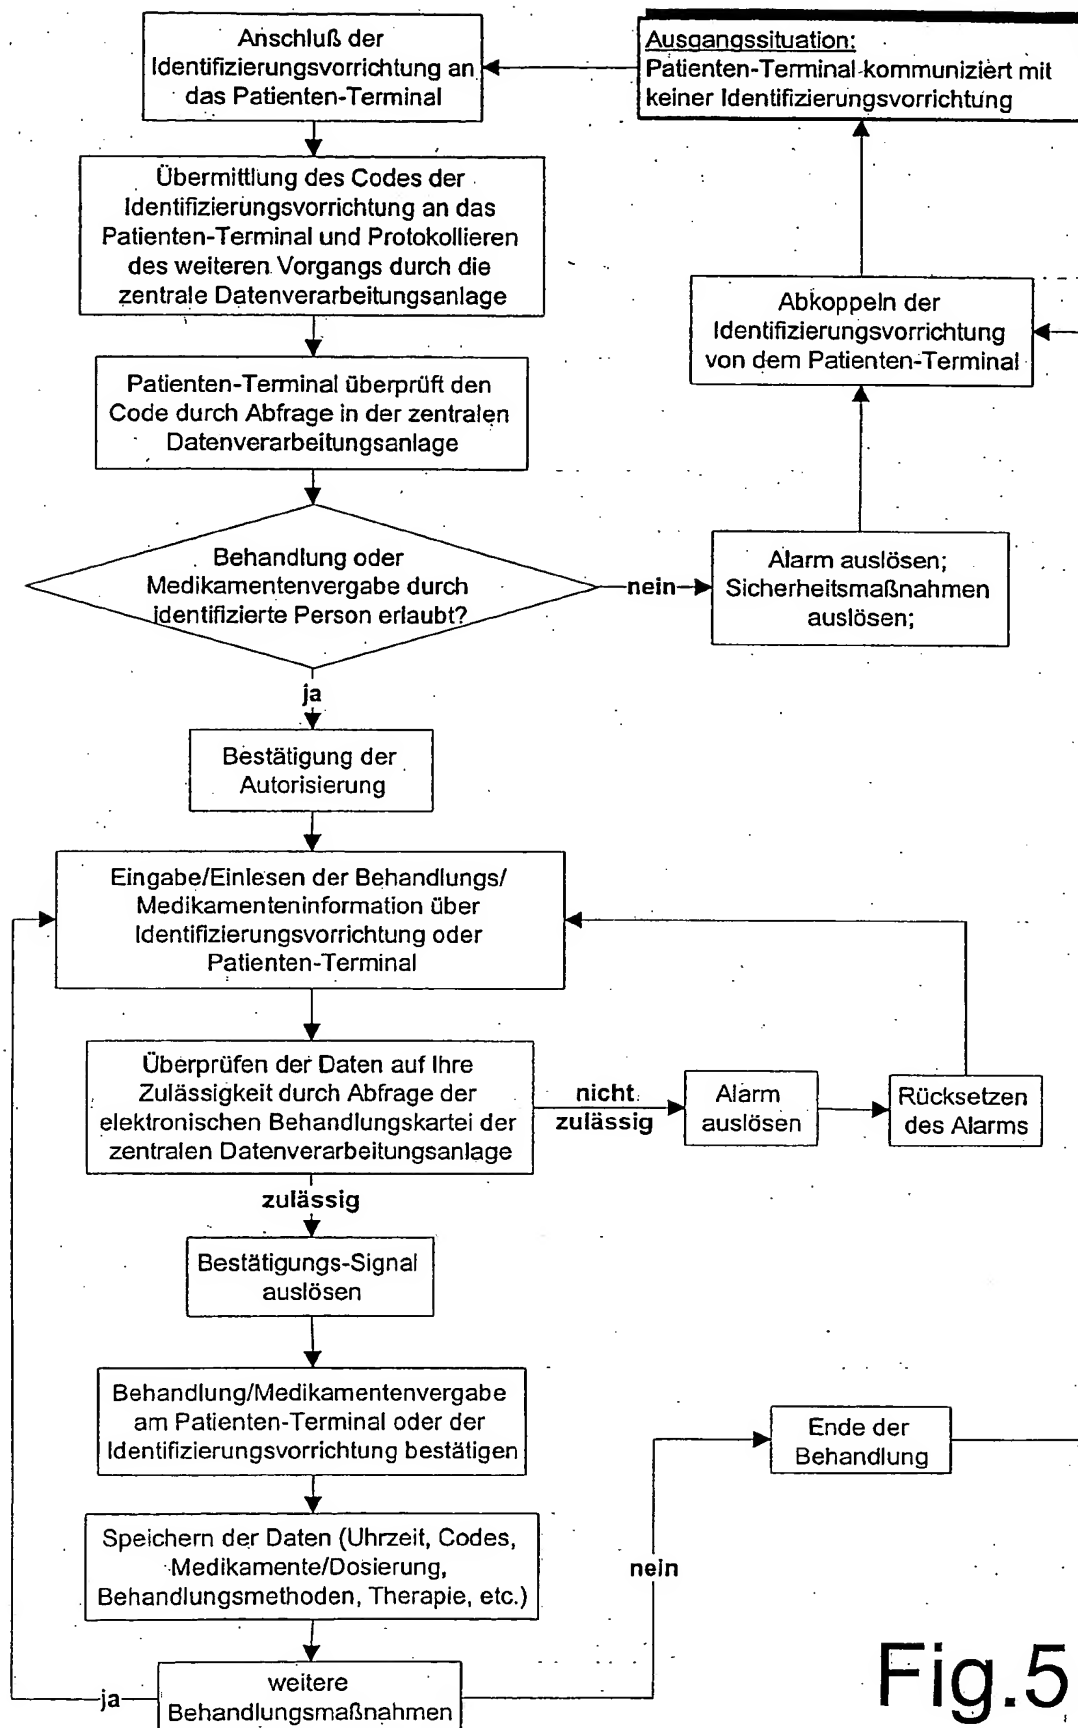 Anschluß der
Identifizierungsvorrichtung an
das Patienten-Terminal
Ausgangssituation:
Patienten-Terminal kommuniziert mit
keiner Identifizierungsvorrichtung
Übermittlung des Codes der
Identifizierungsvorrichtung an das
Patienten-Terminal und Protokollieren
des weiteren Vorgangs durch die
zentrale Datenverarbeitungsanlage
Abkoppeln der
Identifizierungsvorrichtung
von dem Patienten-Terminal
Patienten-Terminal überprüft den
Code durch Abfrage in der zentralen
Datenverarbeitungsanlage
Behandlung oder
Medikamentenvergabe durch
identifizierte Person erlaubt?
nein
Alarm auslösen;
Sicherheitsmaßnahmen
auslösen;
ja
Bestätigung der
Autorisierung
Eingabe/Einlesen der Behandlungs/
Medikamenteninformation über
Identifizierungsvorrichtung oder
Patienten-Terminal
Überprüfen der Daten auf Ihre
Zulässigkeit durch Abfrage der
elektronischen Behandlungskartei der
zentralen Datenverarbeitungsanlage
nicht
zulässig
Alarm
auslösen
Rücksetzen
des Alarms
zulässig
Bestätigungs-Signal
auslösen
Behandlung/Medikamentenvergabe
am Patienten-Terminal oder der
Identifizierungsvorrichtung bestätigen
Ende der
Behandlung
Speichern der Daten (Uhrzeit, Codes,
Medikamente/Dosierung,
Behandlungsmethoden, Therapie, etc.)
nein
weitere
Behandlungsmaßnahmen
ja
Fig.5